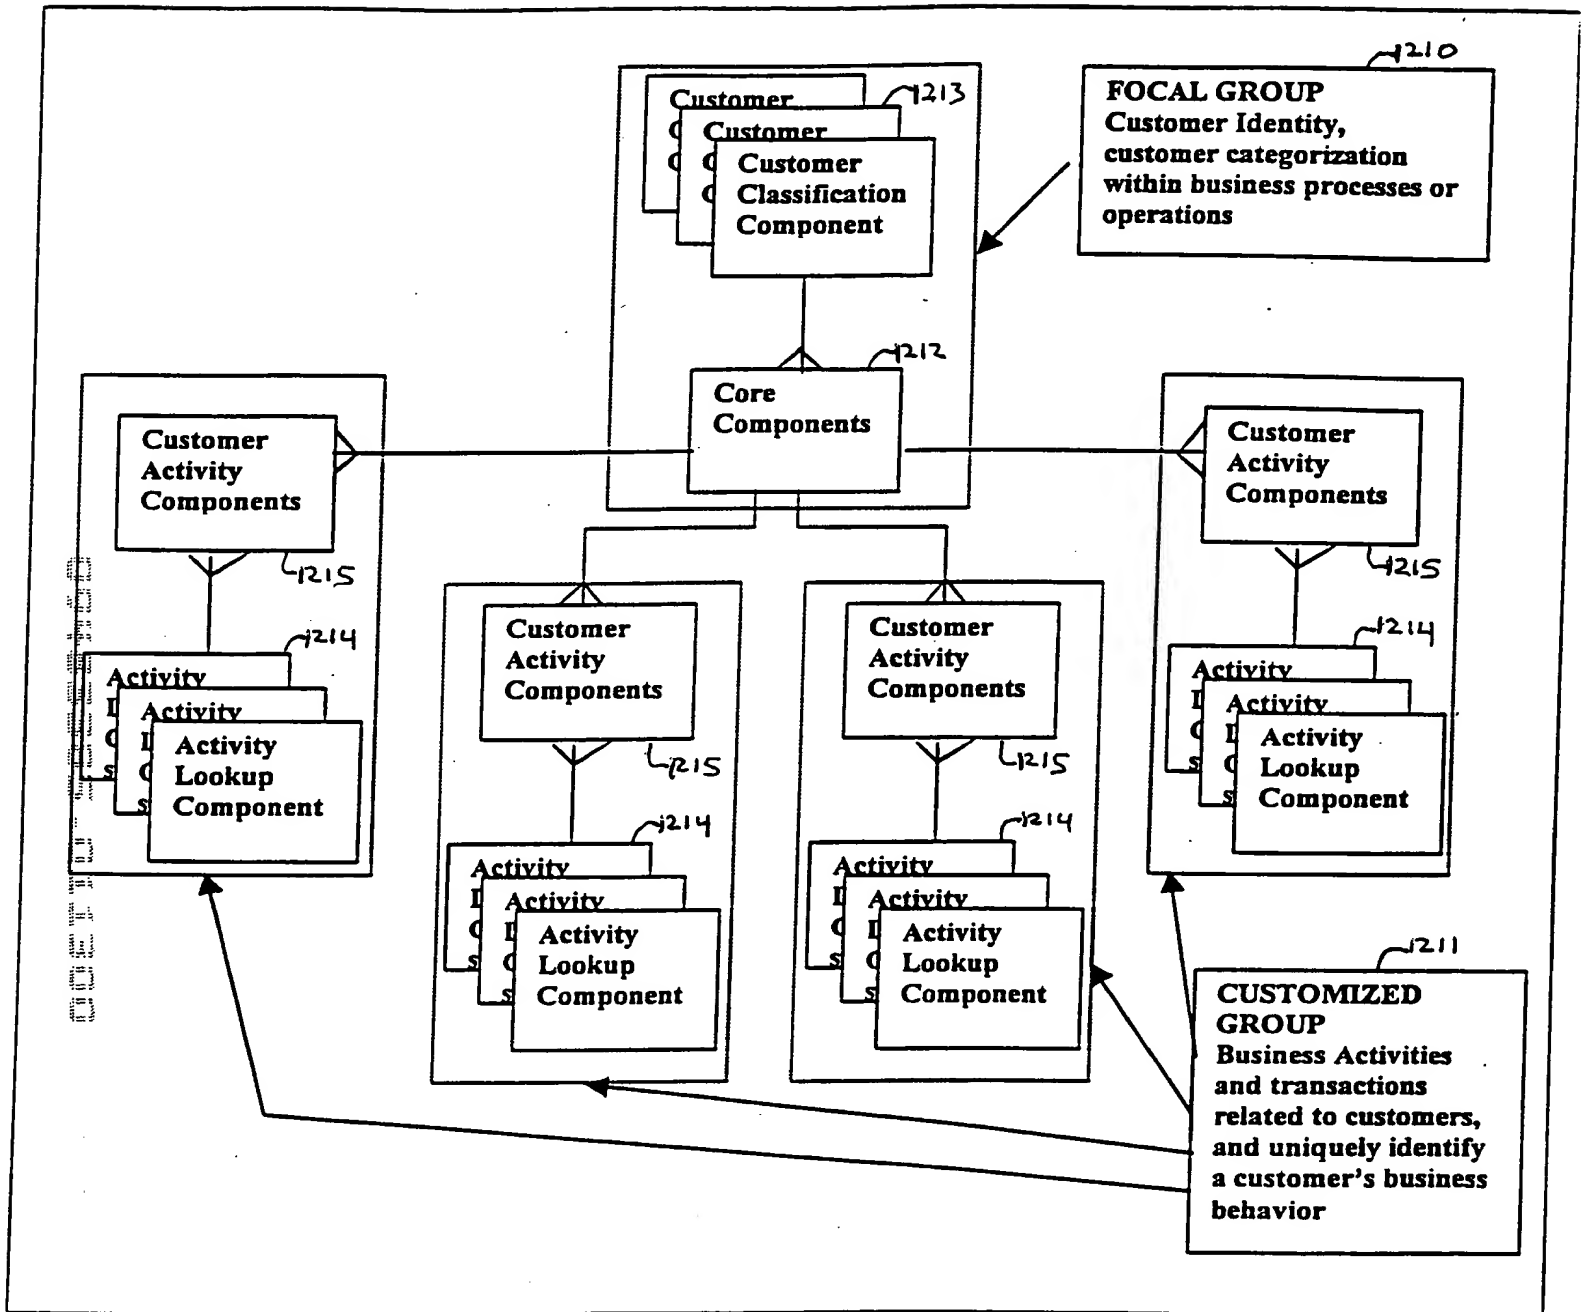 1210
FOCAL GROUP
Customer Identity,
customer categorization
within business processes or
operations
1213
Customer
C
C
Customer
C
C
Customer
Classification
Component
1212
Core
Components
Customer
Activity
Components
1215
1214
Activity
L
C
s
Activity
L
C
s
Activity
Lookup
Component
Customer
Activity
Components
1215
1214
Activity
L
C
s
Activity
L
C
s
Activity
Lookup
Component
Customer
Activity
Components
1215
1214
Activity
L
C
s
Activity
L
C
s
Activity
Lookup
Component
Customer
Activity
Components
1215
1214
Activity
L
C
s
Activity
L
C
s
Activity
Lookup
Component
1211
CUSTOMIZED
GROUP
Business Activities
and transactions
related to customers,
and uniquely identify
a customer's business
behavior